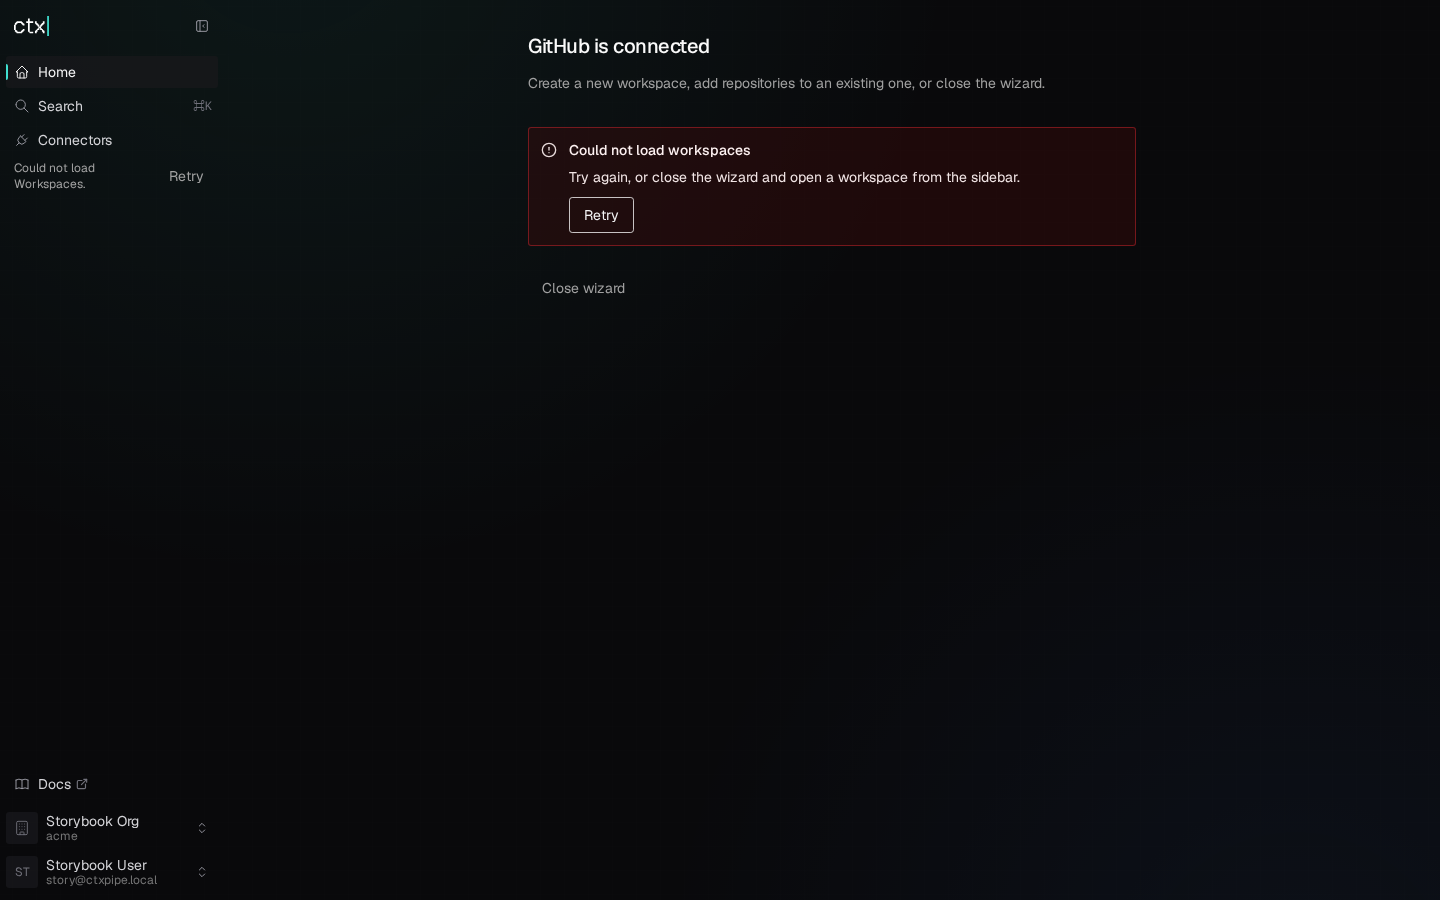 ctx
Home
Search ⌘K
Connectors
Could not load
Workspaces.
Retry
GitHub is connected
Create a new workspace, add repositories to an existing one, or close the wizard.
Could not load workspaces
Try again, or close the wizard and open a workspace from the sidebar.
Retry
Close wizard
Docs
Storybook Org
acme
ST
Storybook User
story@ctxpipe.local